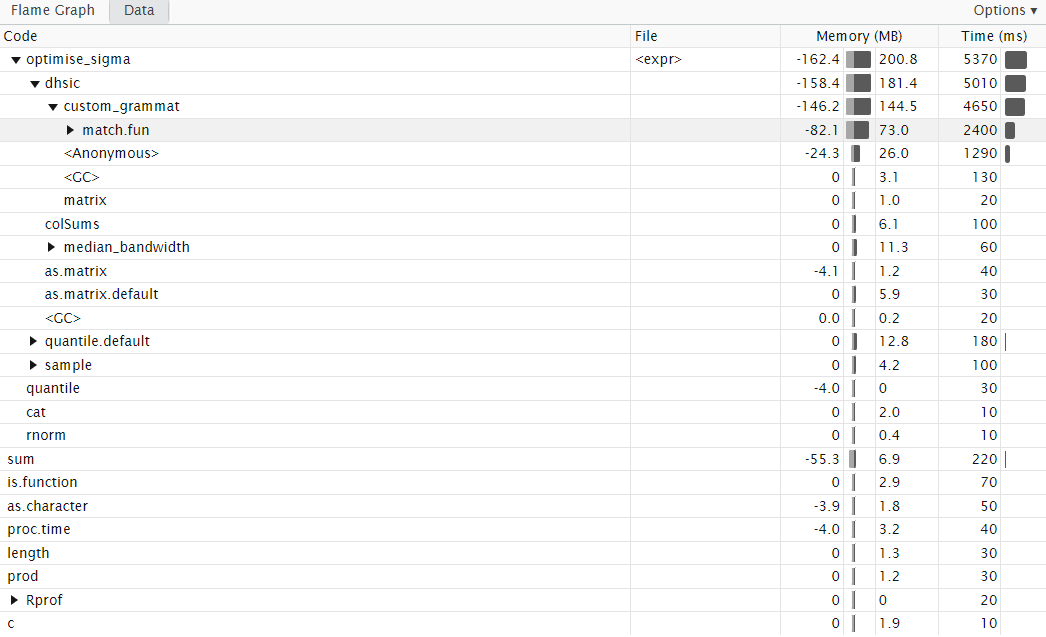 Flame Graph Data Options ▾
Code File Memory (MB) Time (ms)
▼ optimise_sigma <expr> -162.4 200.8 5370
▼ dhsic -158.4 181.4 5010
▼ custom_grammat -146.2 144.5 4650
▶ match.fun -82.1 73.0 2400
<Anonymous> -24.3 26.0 1290
<GC> 0 3.1 130
matrix 0 1.0 20
colSums 0 6.1 100
▶ median_bandwidth 0 11.3 60
as.matrix -4.1 1.2 40
as.matrix.default 0 5.9 30
<GC> 0.0 0.2 20
▶ quantile.default 0 12.8 180
▶ sample 0 4.2 100
quantile -4.0 0 30
cat 0 2.0 10
rnorm 0 0.4 10
sum -55.3 6.9 220
is.function 0 2.9 70
as.character -3.9 1.8 50
proc.time -4.0 3.2 40
length 0 1.3 30
prod 0 1.2 30
▶ Rprof 0 0 20
c 0 1.9 10